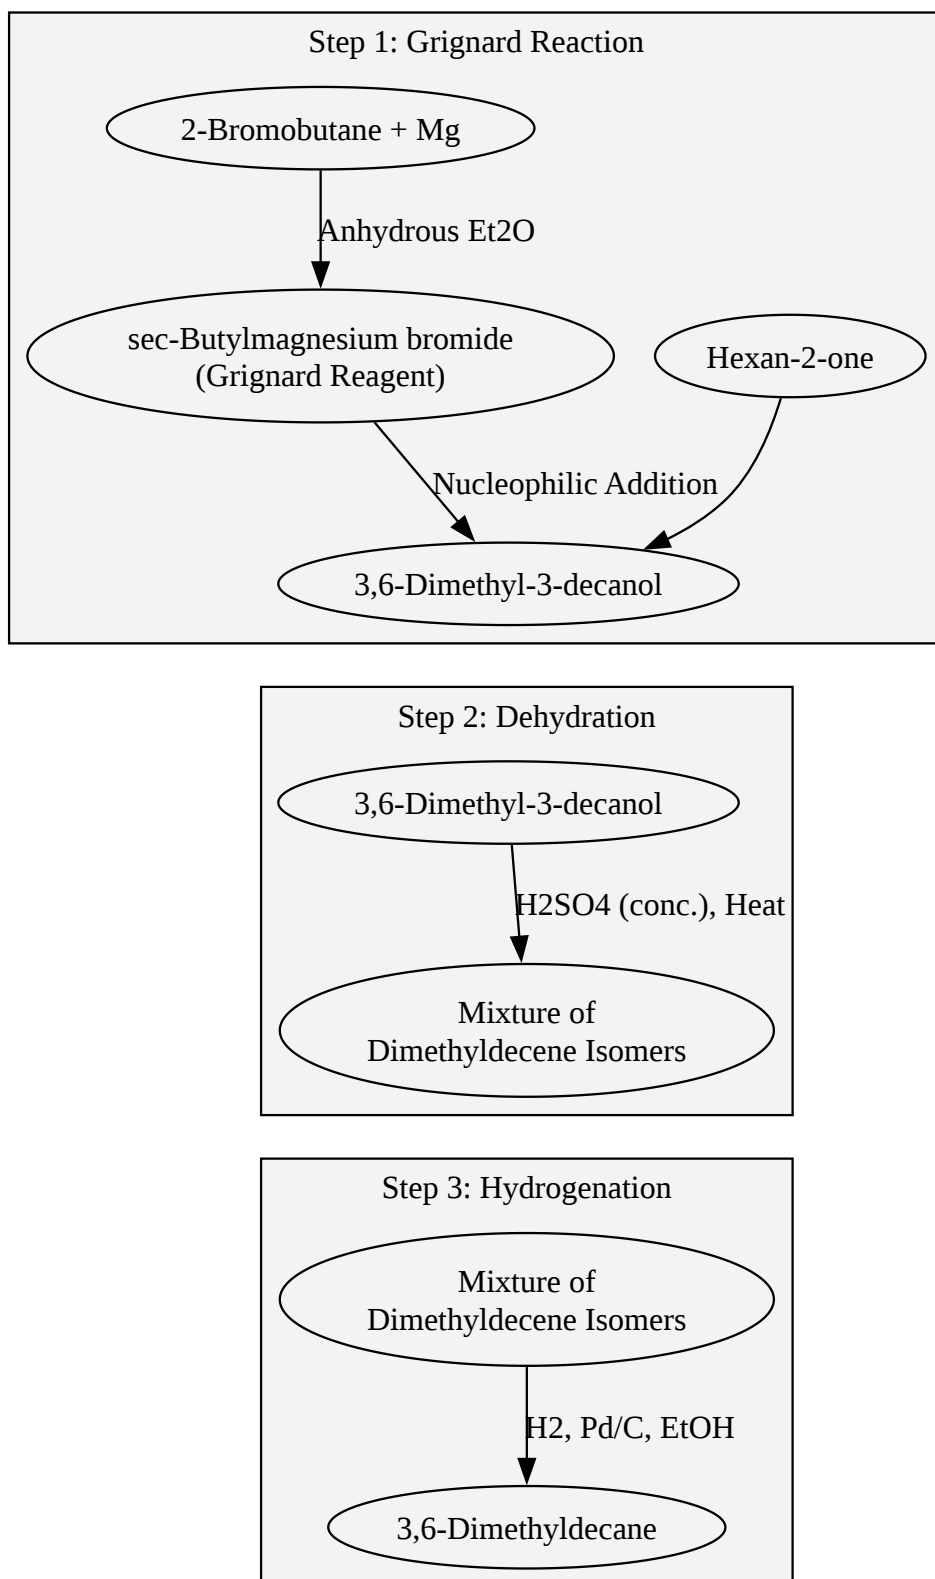 Step 1: Grignard Reaction
2-Bromobutane + Mg
Anhydrous Et2O
sec-Butylmagnesium bromide
(Grignard Reagent)
Hexan-2-one
Nucleophilic Addition
3,6-Dimethyl-3-decanol
Step 2: Dehydration
3,6-Dimethyl-3-decanol
H2SO4 (conc.), Heat
Mixture of
Dimethyldecene Isomers
Step 3: Hydrogenation
Mixture of
Dimethyldecene Isomers
H2, Pd/C, EtOH
3,6-Dimethyldecane